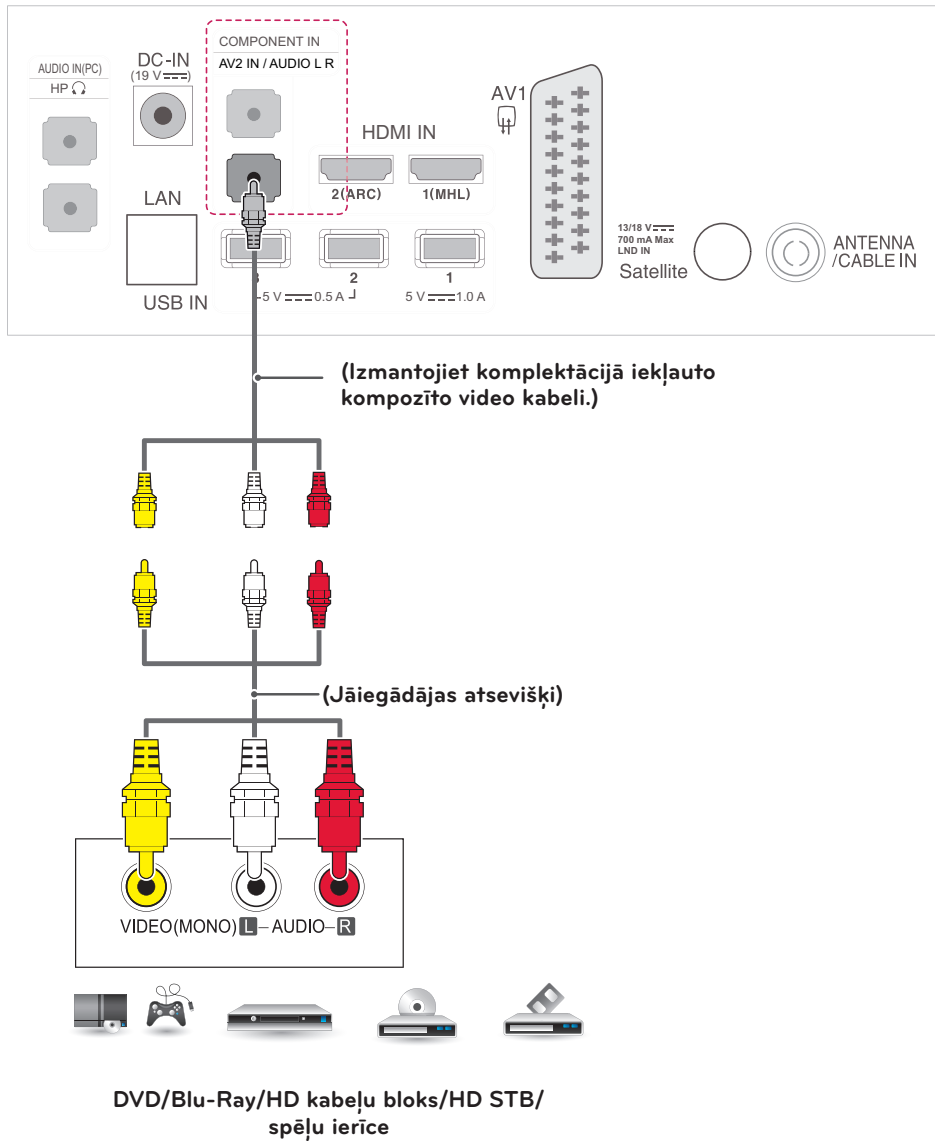 COMPONENT IN
AUDIO IN(PC)
DC-IN
(19 V)
AV2 IN / AUDIO L R
HP
AV1
HDMI IN
2(ARC)
1(MHL)
LAN
13/18 V
700 mA Max
LND IN
Satellite
ANTENNA
/CABLE IN
3
2
1
USB IN
5 V 0.5 A
5 V 1.0 A
(Izmantojiet komplektācijā iekļauto
kompozīto video kabeli.)
(Jāiegādājas atsevišķi)
VIDEO(MONO) L–AUDIO–R
DVD/Blu-Ray/HD kabeļu bloks/HD STB/
spēļu ierīce